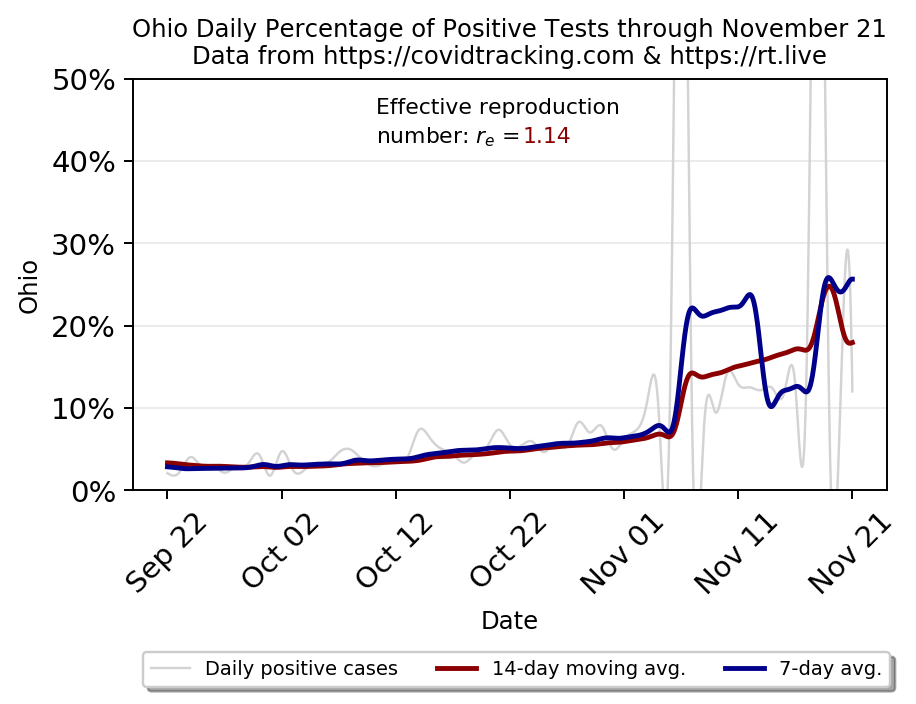 Ohio Daily Percentage of Positive Tests through November 21
Data from https://covidtracking.com & https://rt.live
50%
40%
30%
20%
10%
0%
Ohio
Effective reproduction
number: rₑ =1.14
Sep 22
Oct 02
Oct 12
Oct 22
Nov 01
Nov 11
Nov 21
Date
Daily positive cases
14-day moving avg.
7-day avg.